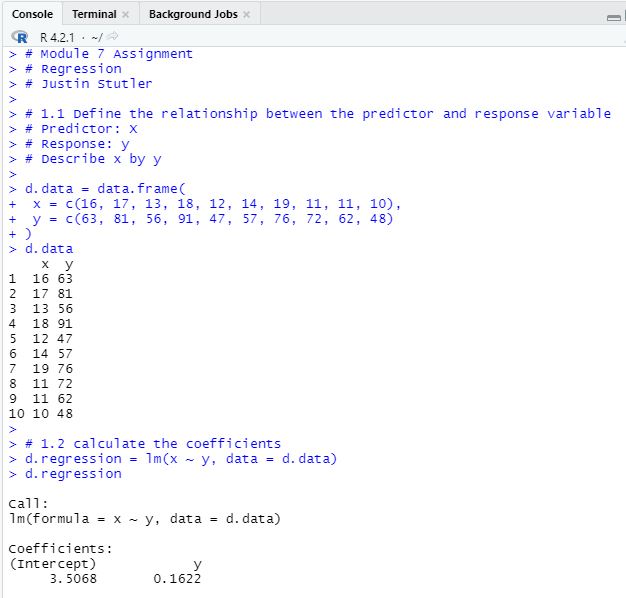 Console Terminal × Background Jobs ×
R R 4.2.1 · ~/
> # Module 7 Assignment
> # Regression
> # Justin Stutler
>
> # 1.1 Define the relationship between the predictor and response variable
> # Predictor: X
> # Response: y
> # Describe x by y
>
> d.data = data.frame(
+  x = c(16, 17, 13, 18, 12, 14, 19, 11, 11, 10),
+  y = c(63, 81, 56, 91, 47, 57, 76, 72, 62, 48)
+ )
> d.data
    x  y
1  16 63
2  17 81
3  13 56
4  18 91
5  12 47
6  14 57
7  19 76
8  11 72
9  11 62
10 10 48
>
> # 1.2 calculate the coefficients
> d.regression = lm(x ~ y, data = d.data)
> d.regression
Call:
lm(formula = x ~ y, data = d.data)
Coefficients:
(Intercept)            y
     3.5068       0.1622